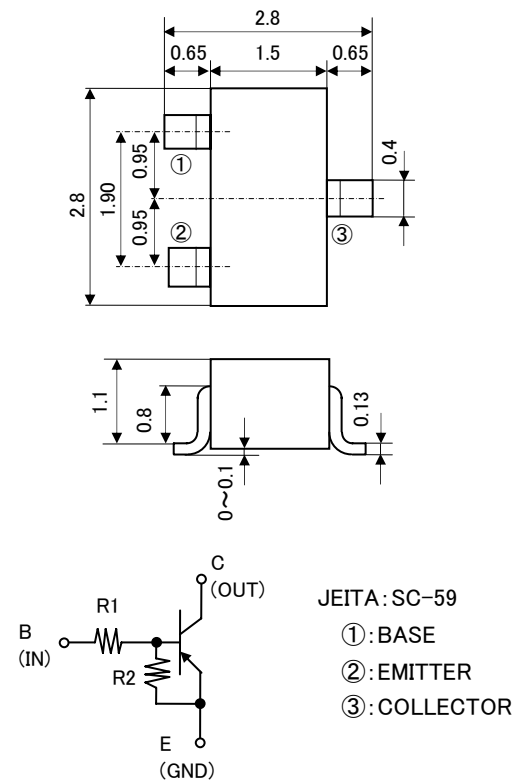 2.8
0.65 1.5 0.65
2.8
1.90
0.95
0.95
①
②
③
0.4
1.1
0.8
0~0.1
0.13
C
(OUT)
R1
B
(IN)
R2
E
(GND)
JEITA:SC-59
①:BASE
②:EMITTER
③:COLLECTOR